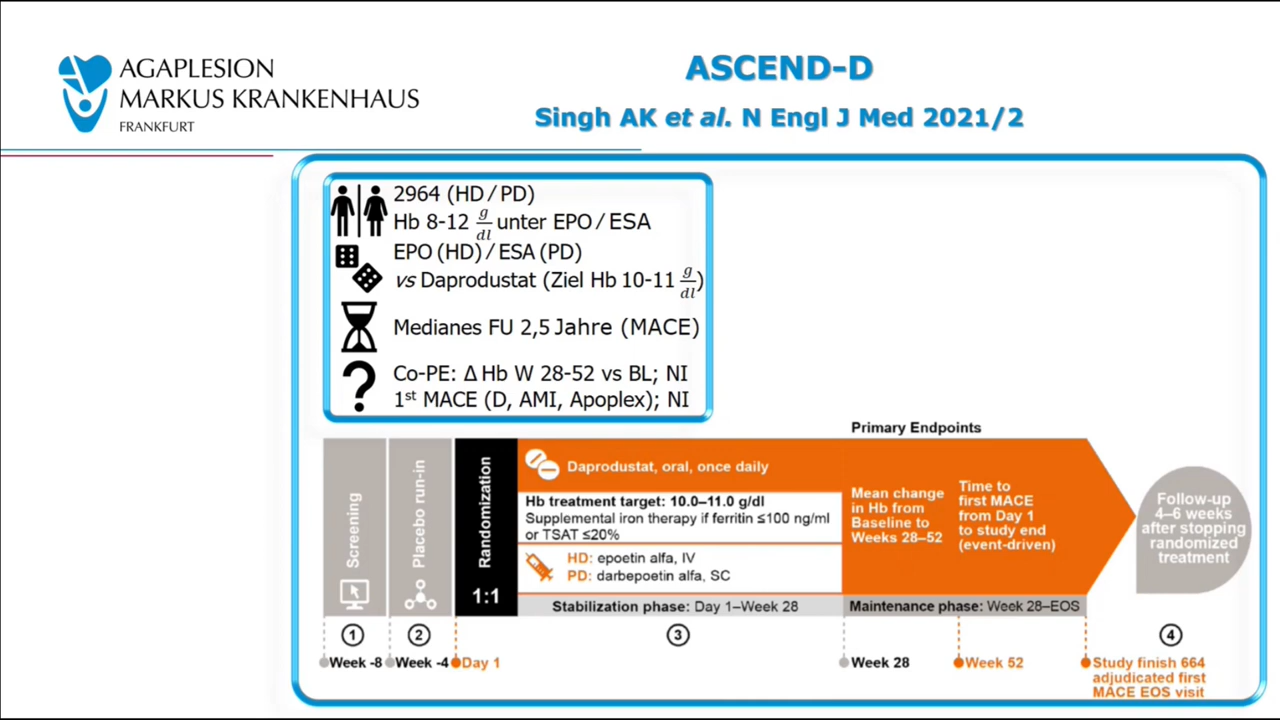 AGAPLESION
MARKUS KRANKENHAUS
FRANKFURT
ASCEND-D
Singh AK et al. N Engl J Med 2021/2
2964 (HD/PD)
Hb 8-12 g/dl unter EPO/ESA
EPO (HD)/ESA (PD)
vs Daprodustat (Ziel Hb 10-11 g/dl)
Medianes FU 2,5 Jahre (MACE)
Co-PE: Δ Hb W 28-52 vs BL; NI
1st MACE (D, AMI, Apoplex); NI
Primary Endpoints
Screening
Placebo run-in
Randomization
1:1
Daprodustat, oral, once daily
Hb treatment target: 10.0–11.0 g/dl
Supplemental iron therapy if ferritin ≤100 ng/ml
or TSAT ≤20%
HD: epoetin alfa, IV
PD: darbepoetin alfa, SC
Mean change
in Hb from
Baseline to
Weeks 28–52
Time to
first MACE
from Day 1
to study end
(event-driven)
Follow-up
4–6 weeks
after stopping
randomized
treatment
Stabilization phase: Day 1–Week 28
Maintenance phase: Week 28–EOS
1
2
3
4
Week -8
Week -4
Day 1
Week 28
Week 52
Study finish 664
adjudicated first
MACE EOS visit